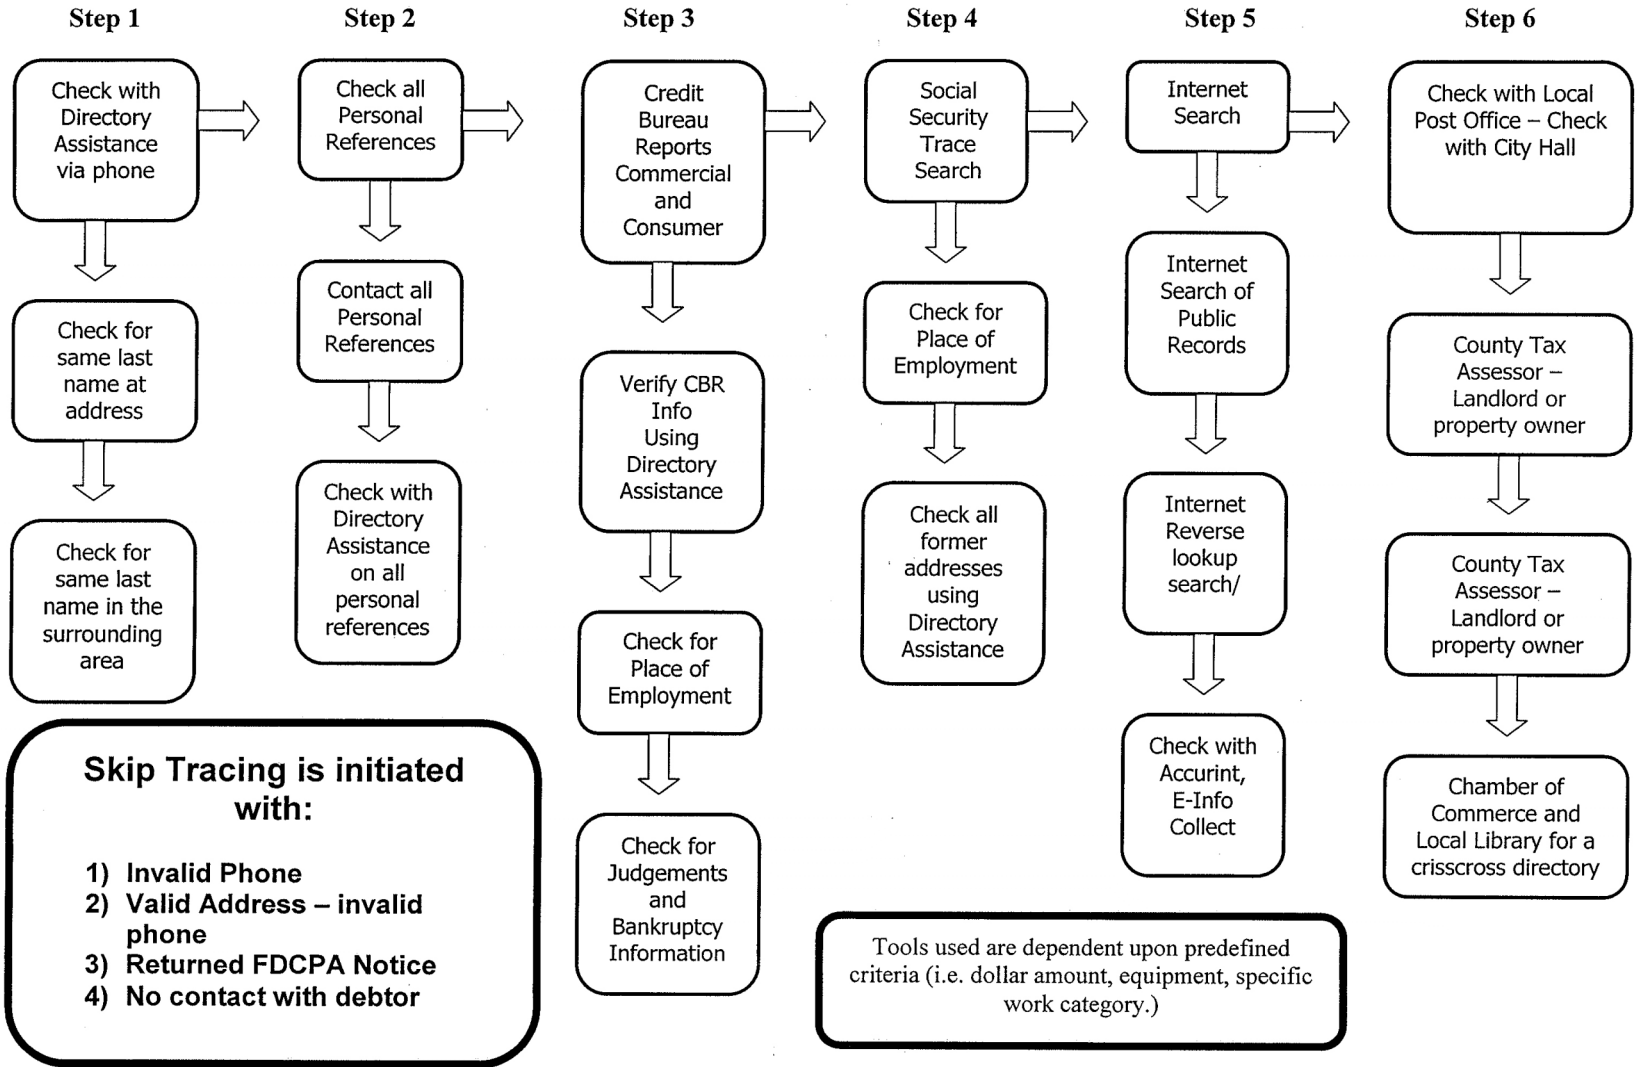 Step 1
Check with
Directory
Assistance
via phone
Check for
same last
name at
address
Check for
same last
name in the
surrounding
area
Step 2
Check all
Personal
References
Contact all
Personal
References
Check with
Directory
Assistance
on all
personal
references
Step 3
Credit
Bureau
Reports
Commercial
and
Consumer
Verify CBR
Info
Using
Directory
Assistance
Check for
Place of
Employment
Check for
Judgements
and
Bankruptcy
Information
Step 4
Social
Security
Trace
Search
Check for
Place of
Employment
Check all
former
addresses
using
Directory
Assistance
Step 5
Internet
Search
Internet
Search of
Public
Records
Internet
Reverse
lookup
search/
Check with
Accurint,
E-Info
Collect
Step 6
Check with Local
Post Office – Check
with City Hall
County Tax
Assessor –
Landlord or
property owner
County Tax
Assessor –
Landlord or
property owner
Chamber of
Commerce and
Local Library for a
crisscross directory
Skip Tracing is initiated
with:
1) Invalid Phone
2) Valid Address – invalid
phone
3) Returned FDCPA Notice
4) No contact with debtor
Tools used are dependent upon predefined
criteria (i.e. dollar amount, equipment, specific
work category.)